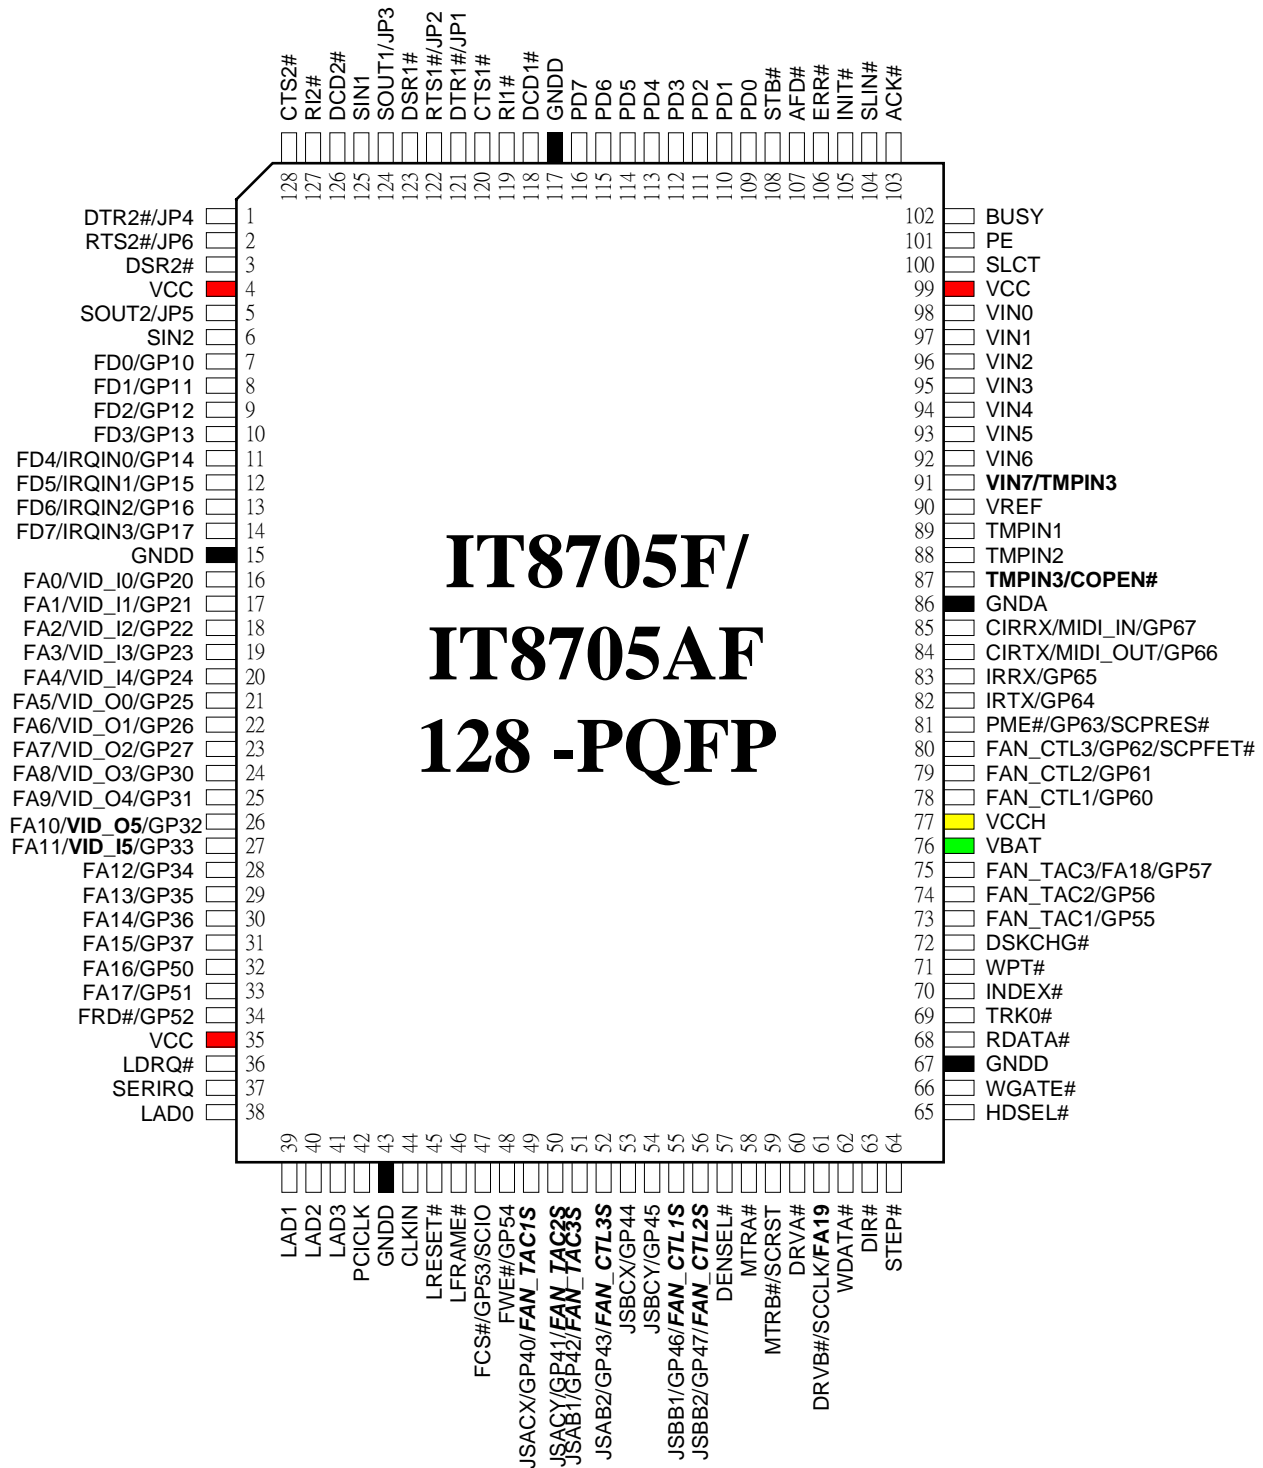 CTS2#
RI2#
DCD2#
SIN1
SOUT1/JP3
DSR1#
RTS1#/JP2
DTR1#/JP1
CTS1#
RI1#
DCD1#
GNDD
PD7
PD6
PD5
PD4
PD3
PD2
PD1
PD0
STB#
AFD#
ERR#
INIT#
SLIN#
ACK#
128
127
126
125
124
123
122
121
120
119
118
117
116
115
114
113
112
111
110
109
108
107
106
105
104
103
DTR2#/JP4 1
RTS2#/JP6 2
DSR2# 3
VCC 4
SOUT2/JP5 5
SIN2 6
FD0/GP10 7
FD1/GP11 8
FD2/GP12 9
FD3/GP13 10
FD4/IRQIN0/GP14 11
FD5/IRQIN1/GP15 12
FD6/IRQIN2/GP16 13
FD7/IRQIN3/GP17 14
GNDD 15
FA0/VID_I0/GP20 16
FA1/VID_I1/GP21 17
FA2/VID_I2/GP22 18
FA3/VID_I3/GP23 19
FA4/VID_I4/GP24 20
FA5/VID_O0/GP25 21
FA6/VID_O1/GP26 22
FA7/VID_O2/GP27 23
FA8/VID_O3/GP30 24
FA9/VID_O4/GP31 25
FA10/VID_O5/GP32 26
FA11/VID_I5/GP33 27
FA12/GP34 28
FA13/GP35 29
FA14/GP36 30
FA15/GP37 31
FA16/GP50 32
FA17/GP51 33
FRD#/GP52 34
VCC 35
LDRQ# 36
SERIRQ 37
LAD0 38
IT8705F/
IT8705AF
128 -PQFP
102 BUSY
101 PE
100 SLCT
99 VCC
98 VIN0
97 VIN1
96 VIN2
95 VIN3
94 VIN4
93 VIN5
92 VIN6
91 VIN7/TMPIN3
90 VREF
89 TMPIN1
88 TMPIN2
87 TMPIN3/COPEN#
86 GNDA
85 CIRRX/MIDI_IN/GP67
84 CIRTX/MIDI_OUT/GP66
83 IRRX/GP65
82 IRTX/GP64
81 PME#/GP63/SCPRES#
80 FAN_CTL3/GP62/SCPFET#
79 FAN_CTL2/GP61
78 FAN_CTL1/GP60
77 VCCH
76 VBAT
75 FAN_TAC3/FA18/GP57
74 FAN_TAC2/GP56
73 FAN_TAC1/GP55
72 DSKCHG#
71 WPT#
70 INDEX#
69 TRK0#
68 RDATA#
67 GNDD
66 WGATE#
65 HDSEL#
39
40
41
42
43
44
45
46
47
48
49
50
51
52
53
54
55
56
57
58
59
60
61
62
63
64
LAD1
LAD2
LAD3
PCICLK
GNDD
CLKIN
LRESET#
LFRAME#
FCS#/GP53/SCIO
FWE#/GP54
JSACX/GP40/FAN_TAC1S
JSACY/GP41/FAN_TAC2S
JSAB1/GP42/FAN_TAC3S
JSAB2/GP43/FAN_CTL3S
JSBCX/GP44
JSBCY/GP45
JSBB1/GP46/FAN_CTL1S
JSBB2/GP47/FAN_CTL2S
DENSEL#
MTRA#
MTRB#/SCRST
DRVA#
DRVB#/SCCLK/FA19
WDATA#
DIR#
STEP#